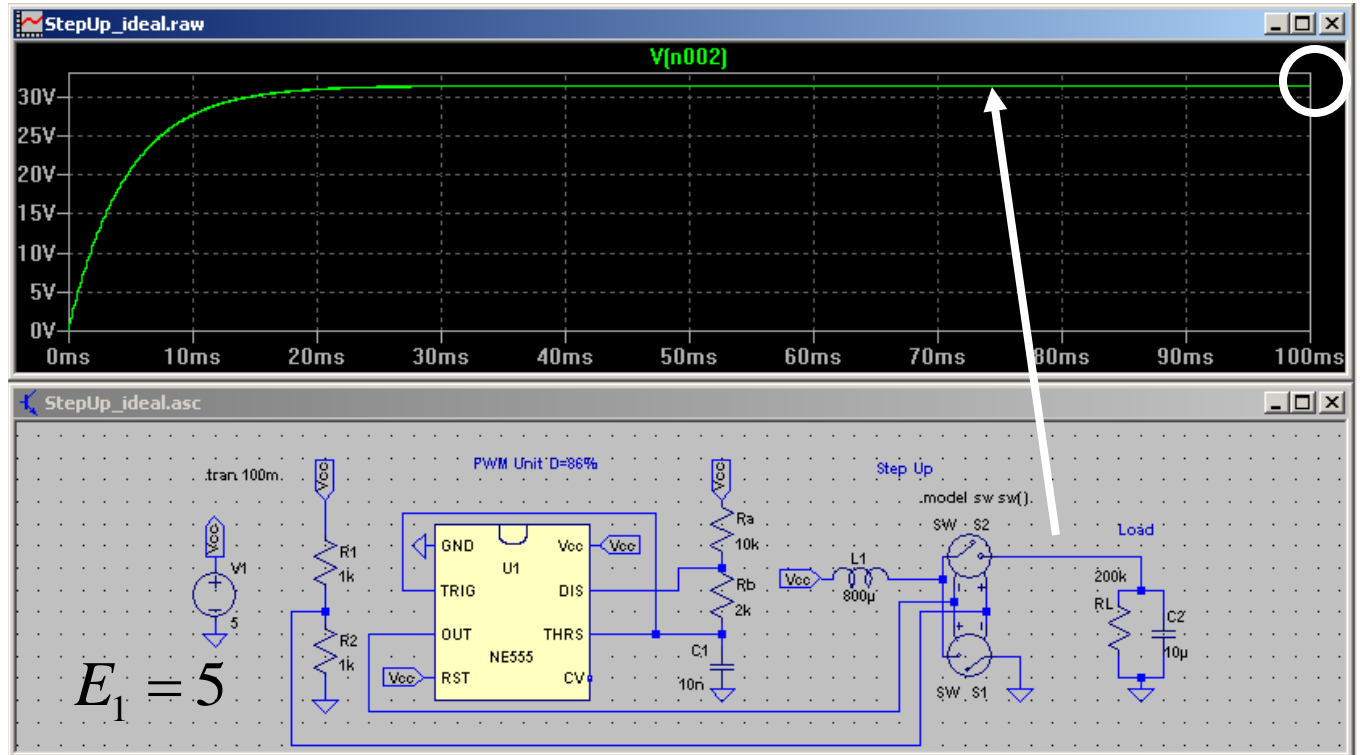 StepUp_ideal.raw
V(n002)
30V
25V
20V
15V
10V
5V
0V
0ms 10ms 20ms 30ms 40ms 50ms 60ms 70ms 80ms 90ms 100ms
StepUp_ideal.asc
.tran 100m
Vcc
PWM Unit D=86%
Vcc
Step Up
.model sw sw().
Vcc
V1
5
R1
1k
R2
1k
GND
TRIG
OUT
RST
Vcc
DIS
THRS
CV
U1
NE555
Vcc
Vcc
Ra
10k
Rb
2k
C1
10n
Vcc
L1
800µ
SW S2
SW S1
Load
200k
RL
C2
10µ
E₁ = 5